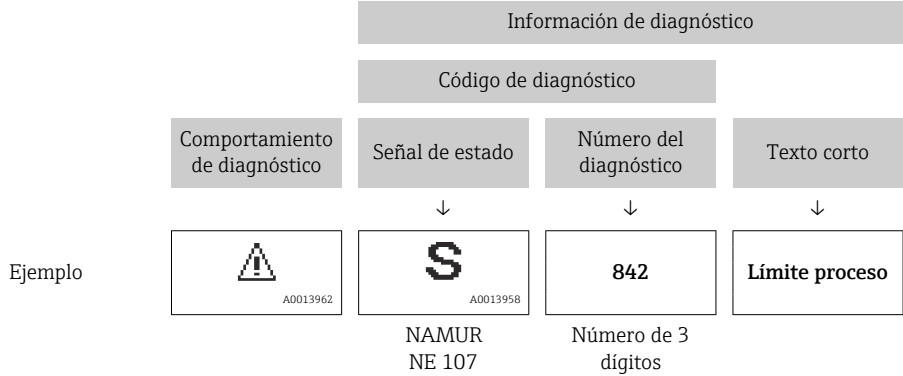 Información de diagnóstico
Código de diagnóstico
Comportamiento
de diagnóstico
Señal de estado
Número del
diagnóstico
Texto corto
↓ ↓ ↓
Ejemplo
⚠
A0013962
S
A0013958
842
Límite proceso
NAMUR
NE 107
Número de 3
dígitos